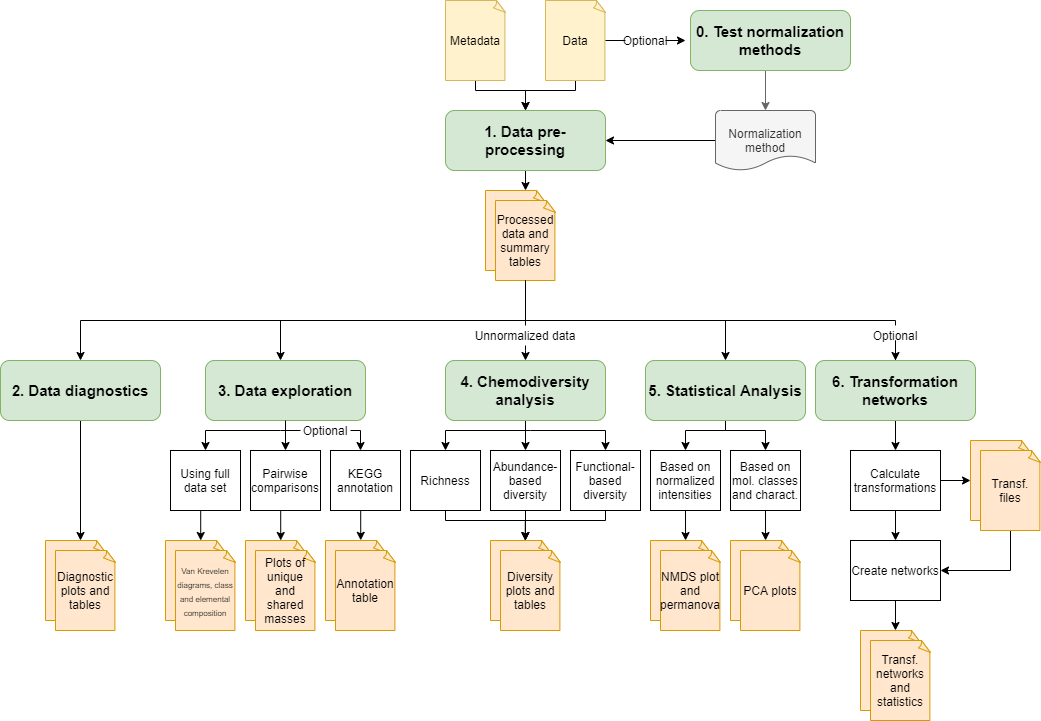 Metadata
Data
Optional
0. Test normalization
methods
1. Data pre-
processing
Normalization
method
Processed
data and
summary
tables
Unnormalized data
Optional
2. Data diagnostics
3. Data exploration
4. Chemodiversity
analysis
5. Statistical Analysis
6. Transformation
networks
Optional
Using full
data set
Pairwise
comparisons
KEGG
annotation
Richness
Abundance-
based
diversity
Functional-
based
diversity
Based on
normalized
intensities
Based on
mol. classes
and charact.
Calculate
transformations
Transf.
files
Create networks
Diagnostic
plots and
tables
Van Krevelen
diagrams, class
and elemental
composition
Plots of
unique
and
shared
masses
Annotation
table
Diversity
plots and
tables
NMDS plot
and
permanova
PCA plots
Transf.
networks
and
statistics